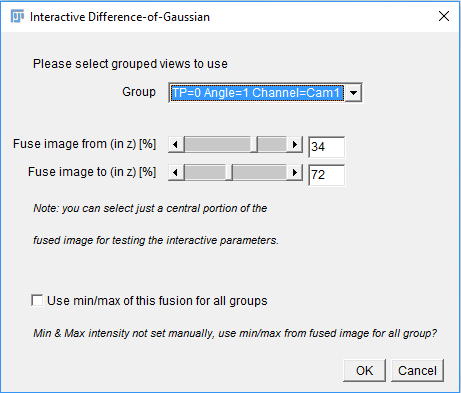 Interactive Difference-of-Gaussian
Please select grouped views to use
Group TP=0 Angle=1 Channel=Cam1
Fuse image from (in z) [%] 34
Fuse image to (in z) [%] 72
Note: you can select just a central portion of the
fused image for testing the interactive parameters.
Use min/max of this fusion for all groups
Min & Max intensity not set manually, use min/max from fused image for all group?
OK Cancel